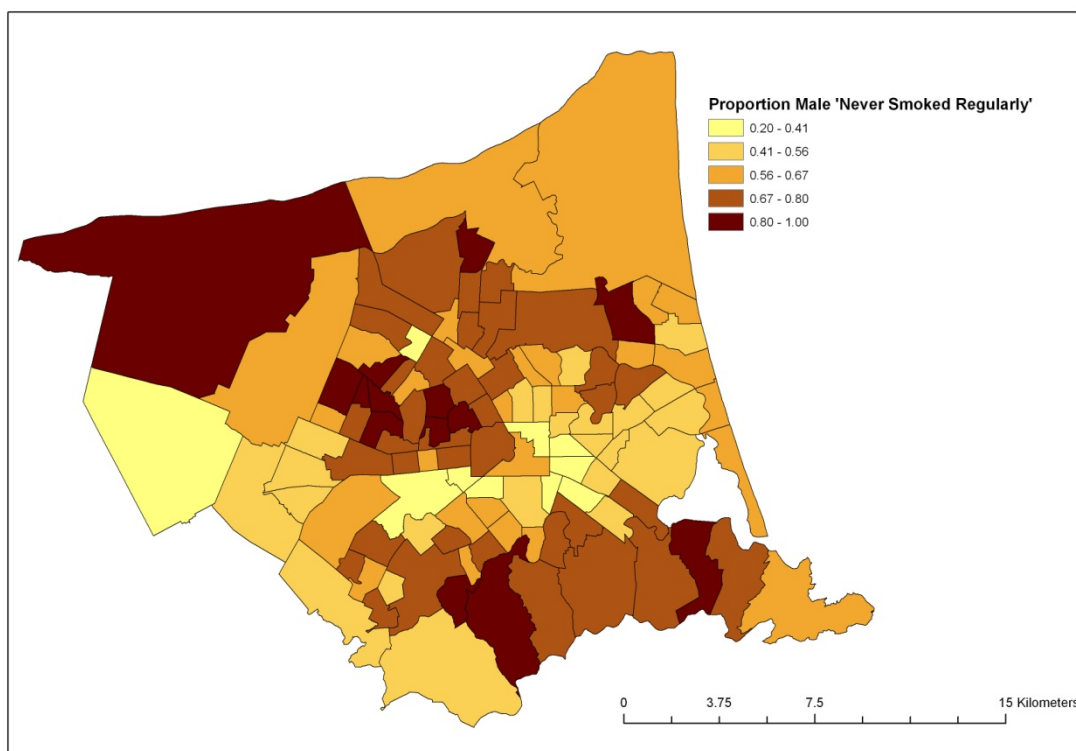 Proportion Male 'Never Smoked Regularly'
0.20 - 0.41
0.41 - 0.56
0.56 - 0.67
0.67 - 0.80
0.80 - 1.00
0 3.75 7.5 15 Kilometers